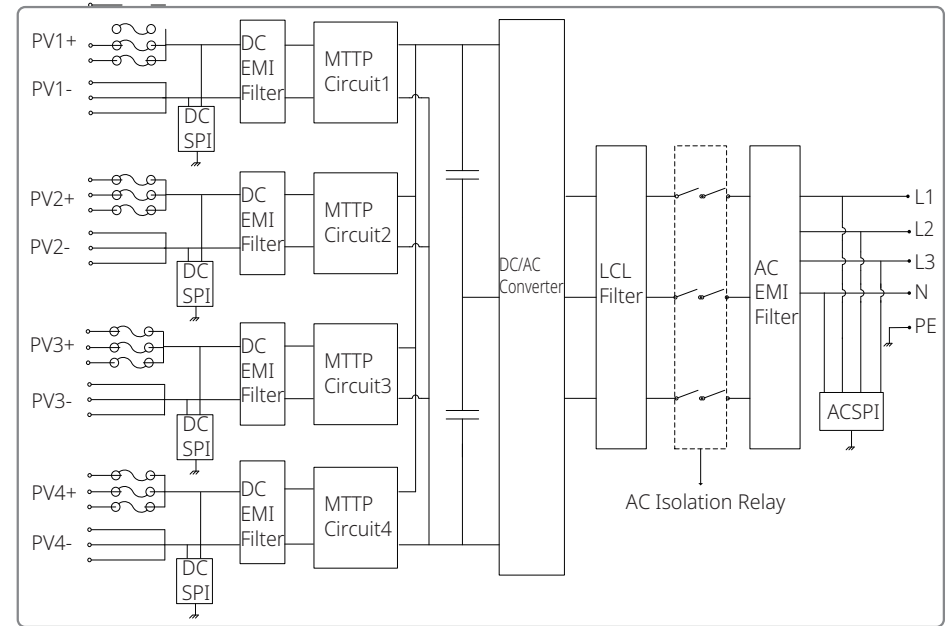 PV1+
PV1-
DC
EMI
Filter
MTTP
Circuit1
DC
SPI
PV2+
PV2-
DC
EMI
Filter
MTTP
Circuit2
DC
SPI
PV3+
PV3-
DC
EMI
Filter
MTTP
Circuit3
DC
SPI
PV4+
PV4-
DC
EMI
Filter
MTTP
Circuit4
DC
SPI
DC/AC
Converter
LCL
Filter
AC Isolation Relay
AC
EMI
Filter
L1
L2
L3
N
PE
ACSPI